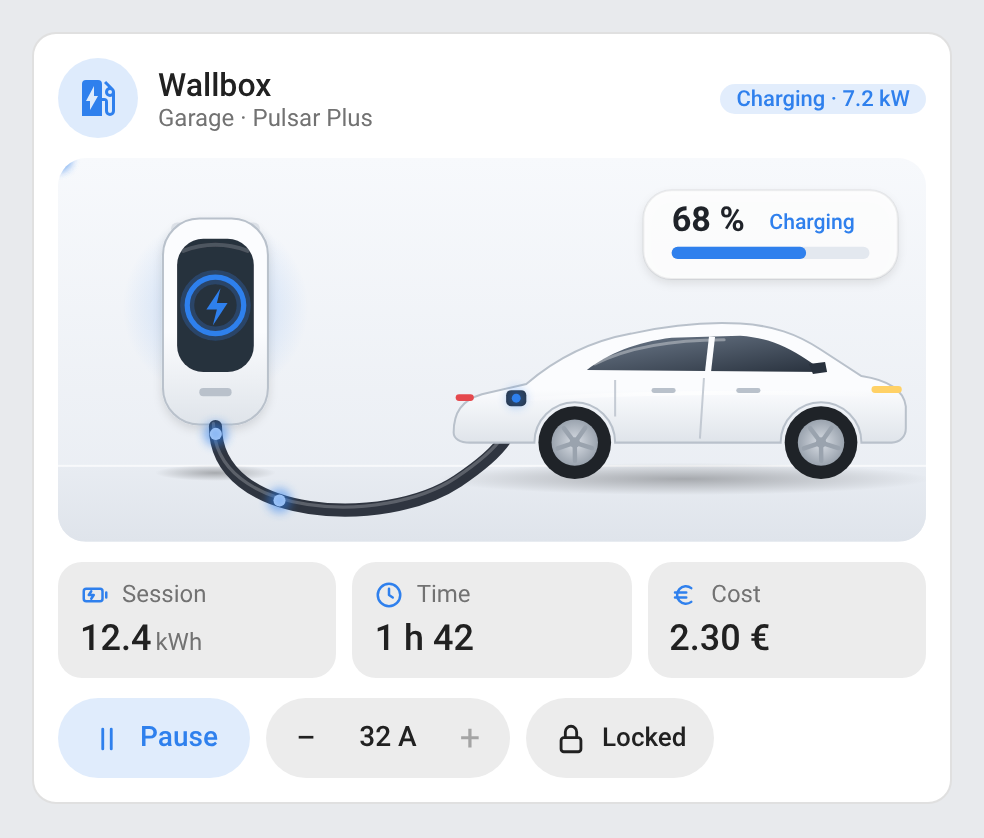 Wallbox
Garage · Pulsar Plus
Charging · 7.2 kW
68 % Charging
Session
12.4 kWh
Time
1 h 42
Cost
2.30 €
Pause
− 32 A +
Locked